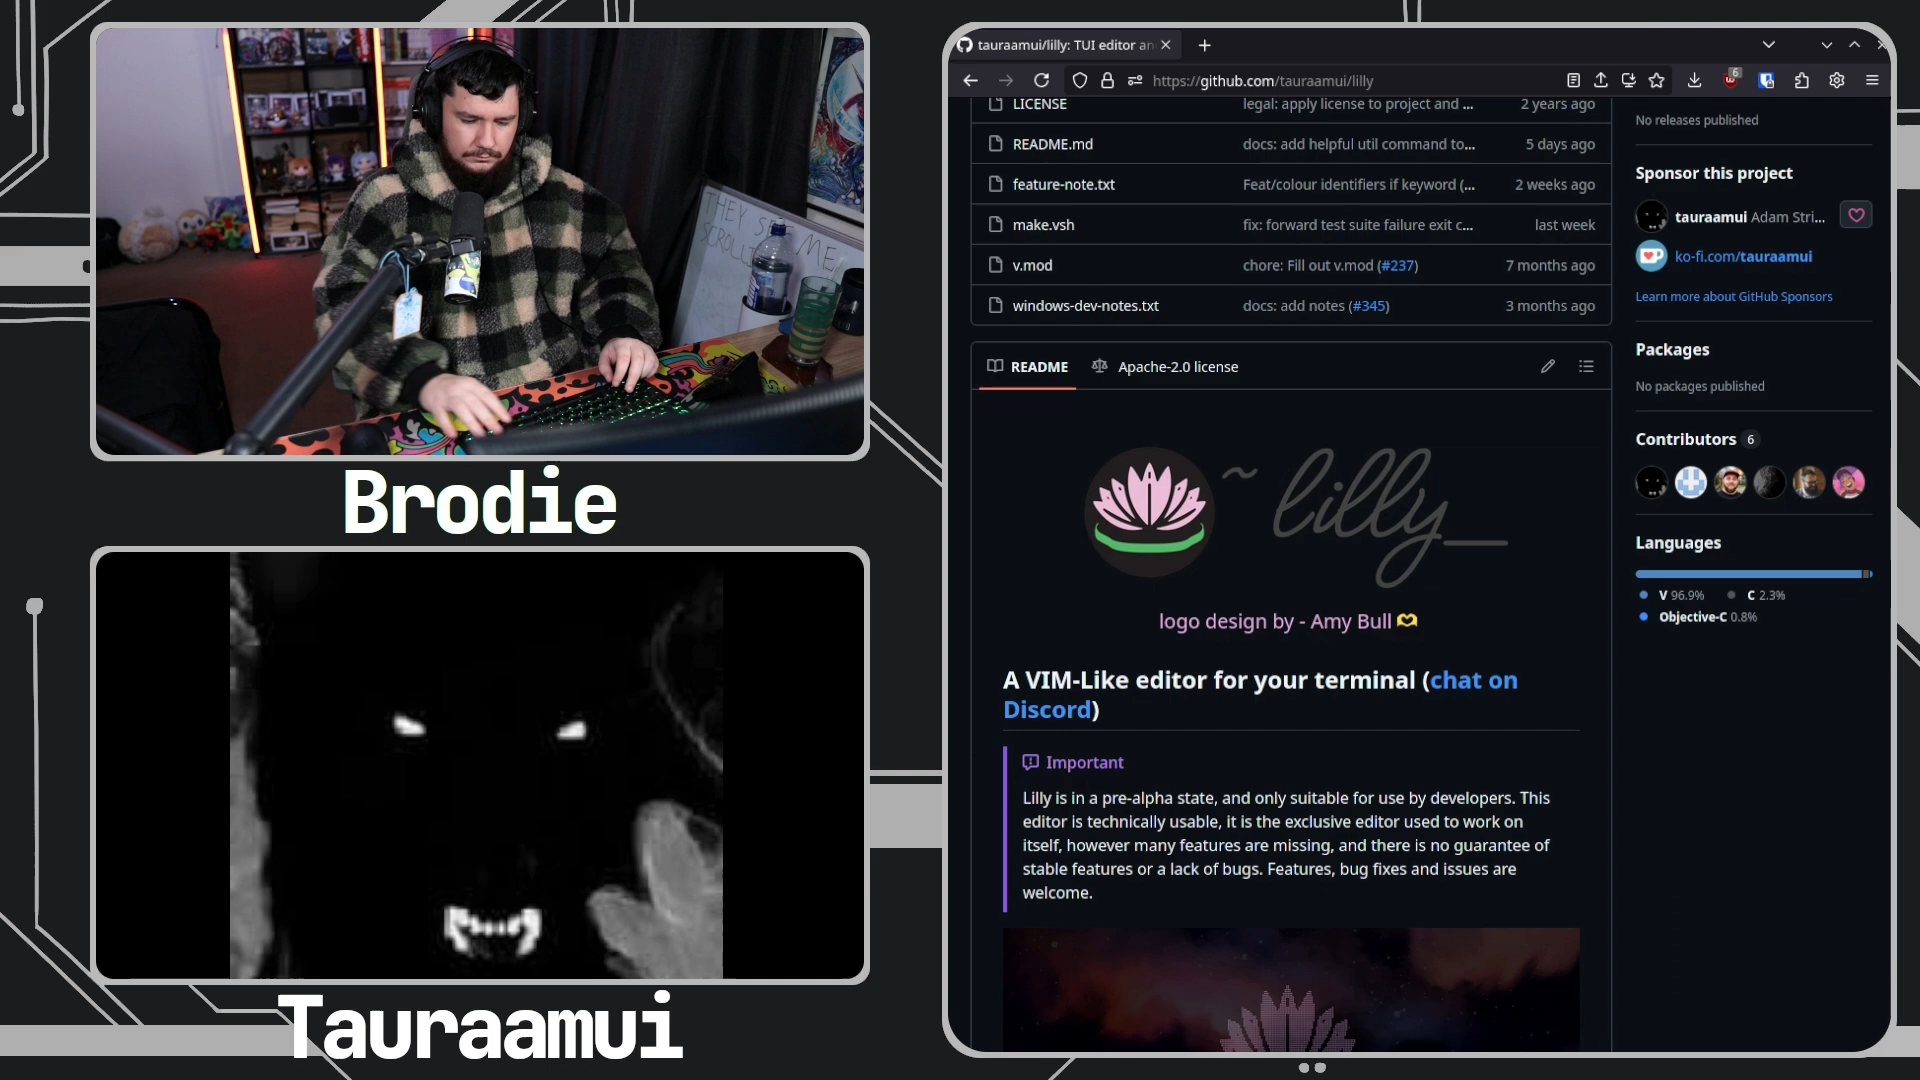 THEY SEE ME
SCROLLIN
Brodie
Tauraamui
tauraamui/lilly: TUI editor an
https://github.com/tauraamui/lilly
6
LICENSE legal: apply license to project and ... 2 years ago
README.md docs: add helpful util command to... 5 days ago
feature-note.txt Feat/colour identifiers if keyword (... 2 weeks ago
make.vsh fix: forward test suite failure exit c... last week
v.mod chore: Fill out v.mod (#237) 7 months ago
windows-dev-notes.txt docs: add notes (#345) 3 months ago
README Apache-2.0 license
~ lilly_
logo design by - Amy Bull
A VIM-Like editor for your terminal (chat on
Discord)
Important
Lilly is in a pre-alpha state, and only suitable for use by developers. This
editor is technically usable, it is the exclusive editor used to work on
itself, however many features are missing, and there is no guarantee of
stable features or a lack of bugs. Features, bug fixes and issues are
welcome.
No releases published
Sponsor this project
tauraamui Adam Stri...
ko-fi.com/tauraamui
Learn more about GitHub Sponsors
Packages
No packages published
Contributors 6
Languages
V 96.9% C 2.3%
Objective-C 0.8%